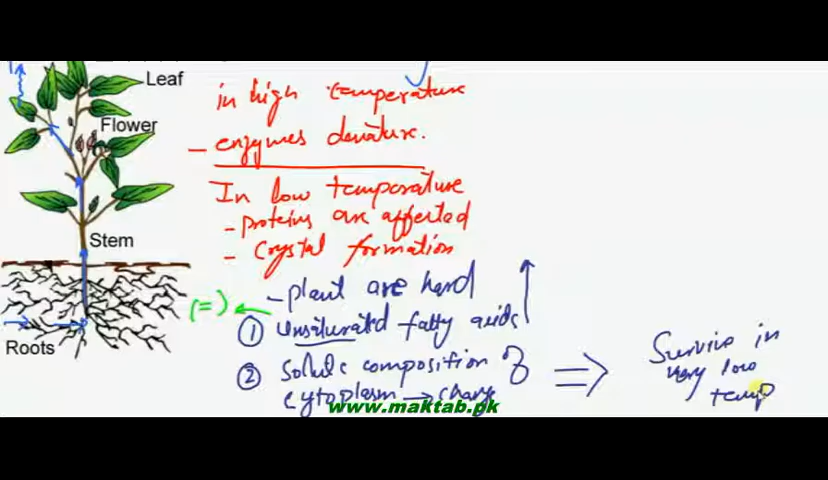 Leaf
in high temperature
Flower
- enzymes denature.
In low temperature
- proteins are affected
Stem
- Crystal formation
- plant are hard
(=) ←
① Unsaturated fatty acids ↑
Roots
② Solute composition of
cytoplasm → change
⇒ Survive in
very low
temp
www.maktab.pk